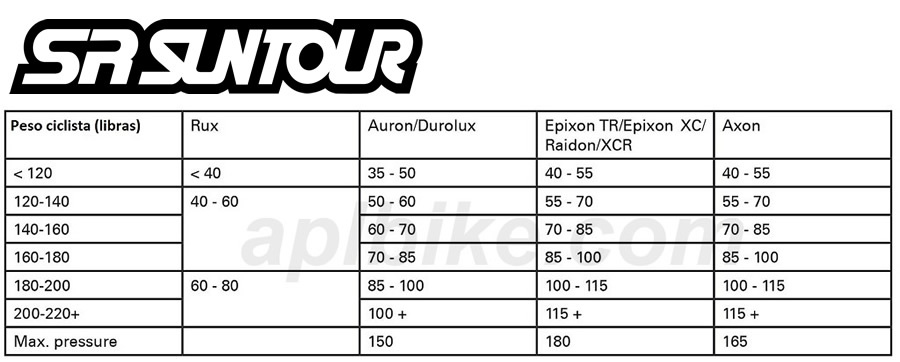 SR SUNTOUR
Peso ciclista (libras) Rux Auron/Durolux Epixon TR/Epixon XC/ Axon
Raidon/XCR
< 120 < 40 35 - 50 40 - 55 40 - 55
120-140 40 - 60 50 - 60 55 - 70 55 - 70
140-160 60 - 70 70 - 85 70 - 85
160-180 70 - 85 85 - 100 85 - 100
180-200 60 - 80 85 - 100 100 - 115 100 - 115
200-220+ 100 + 115 + 115 +
Max. pressure 150 180 165
aplhike.com